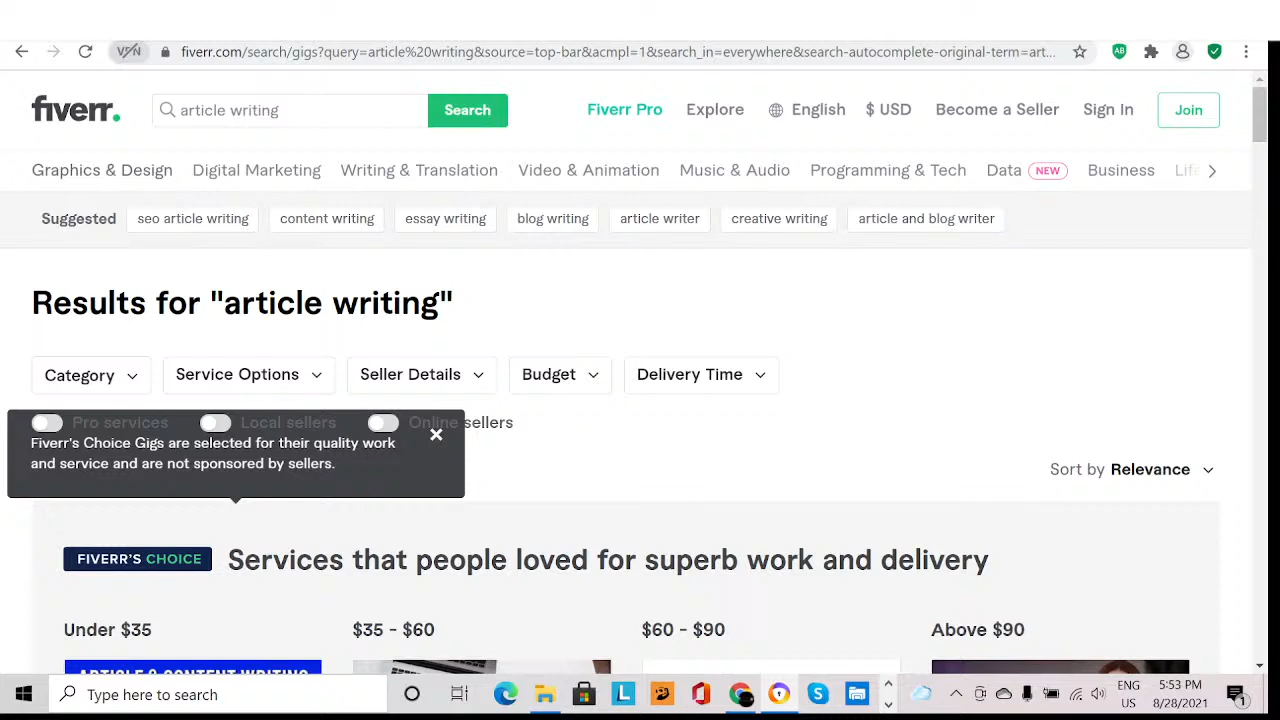 VPN
fiverr.com/search/gigs?query=article%20writing&source=top-bar&acmpl=1&search_in=everywhere&search-autocomplete-original-term=art...
fiverr.
article writing
Search
Fiverr Pro
Explore
English
$ USD
Become a Seller
Sign In
Join
Graphics & Design
Digital Marketing
Writing & Translation
Video & Animation
Music & Audio
Programming & Tech
Data NEW
Business
Life
Suggested
seo article writing
content writing
essay writing
blog writing
article writer
creative writing
article and blog writer
Results for "article writing"
Category
Service Options
Seller Details
Budget
Delivery Time
Pro services
Local sellers
Online sellers
Fiverr's Choice Gigs are selected for their quality work
and service and are not sponsored by sellers.
Sort by Relevance
FIVERR'S CHOICE
Services that people loved for superb work and delivery
Under $35
$35 - $60
$60 - $90
Above $90
ARTICLE & CONTENT WRITING
Type here to search
ENG
US
5:53 PM
8/28/2021